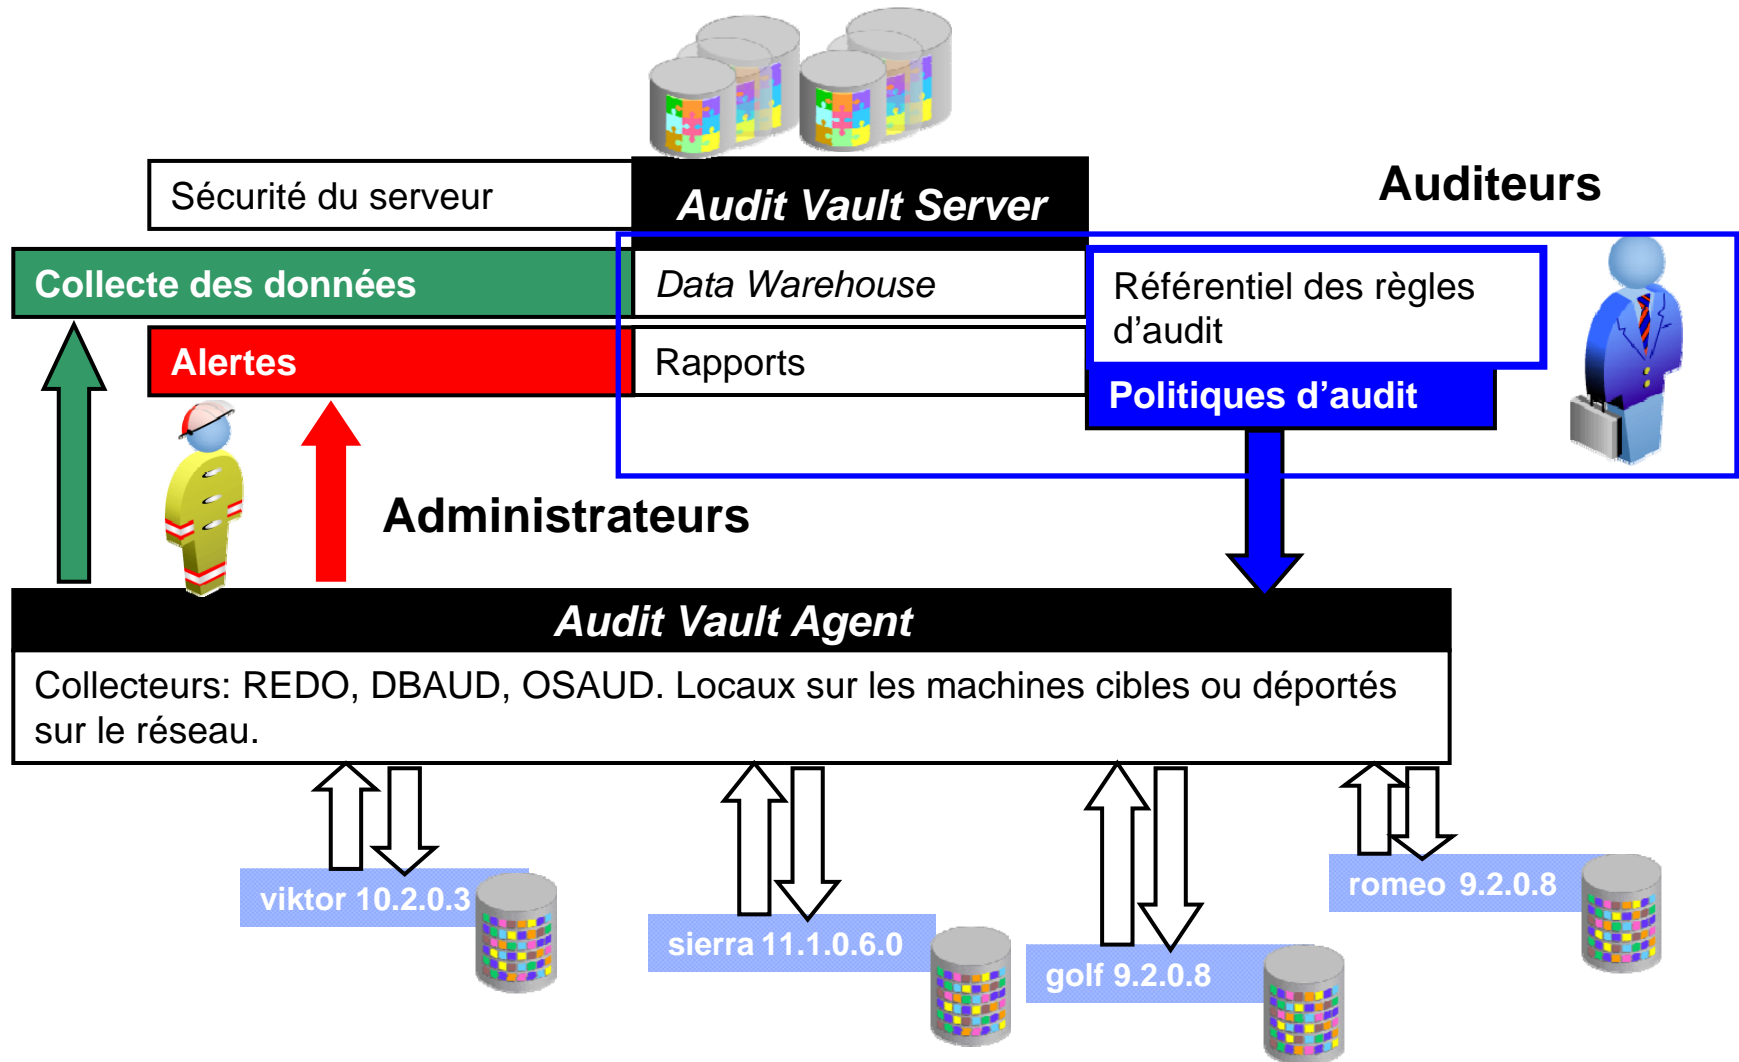 Sécurité du serveur
Audit Vault Server
Auditeurs
Collecte des données
Data Warehouse
Référentiel des règles
d'audit
Alertes
Rapports
Politiques d'audit
Administrateurs
Audit Vault Agent
Collecteurs: REDO, DBAUD, OSAUD. Locaux sur les machines cibles ou déportés
sur le réseau.
viktor 10.2.0.3
sierra 11.1.0.6.0
golf 9.2.0.8
romeo 9.2.0.8